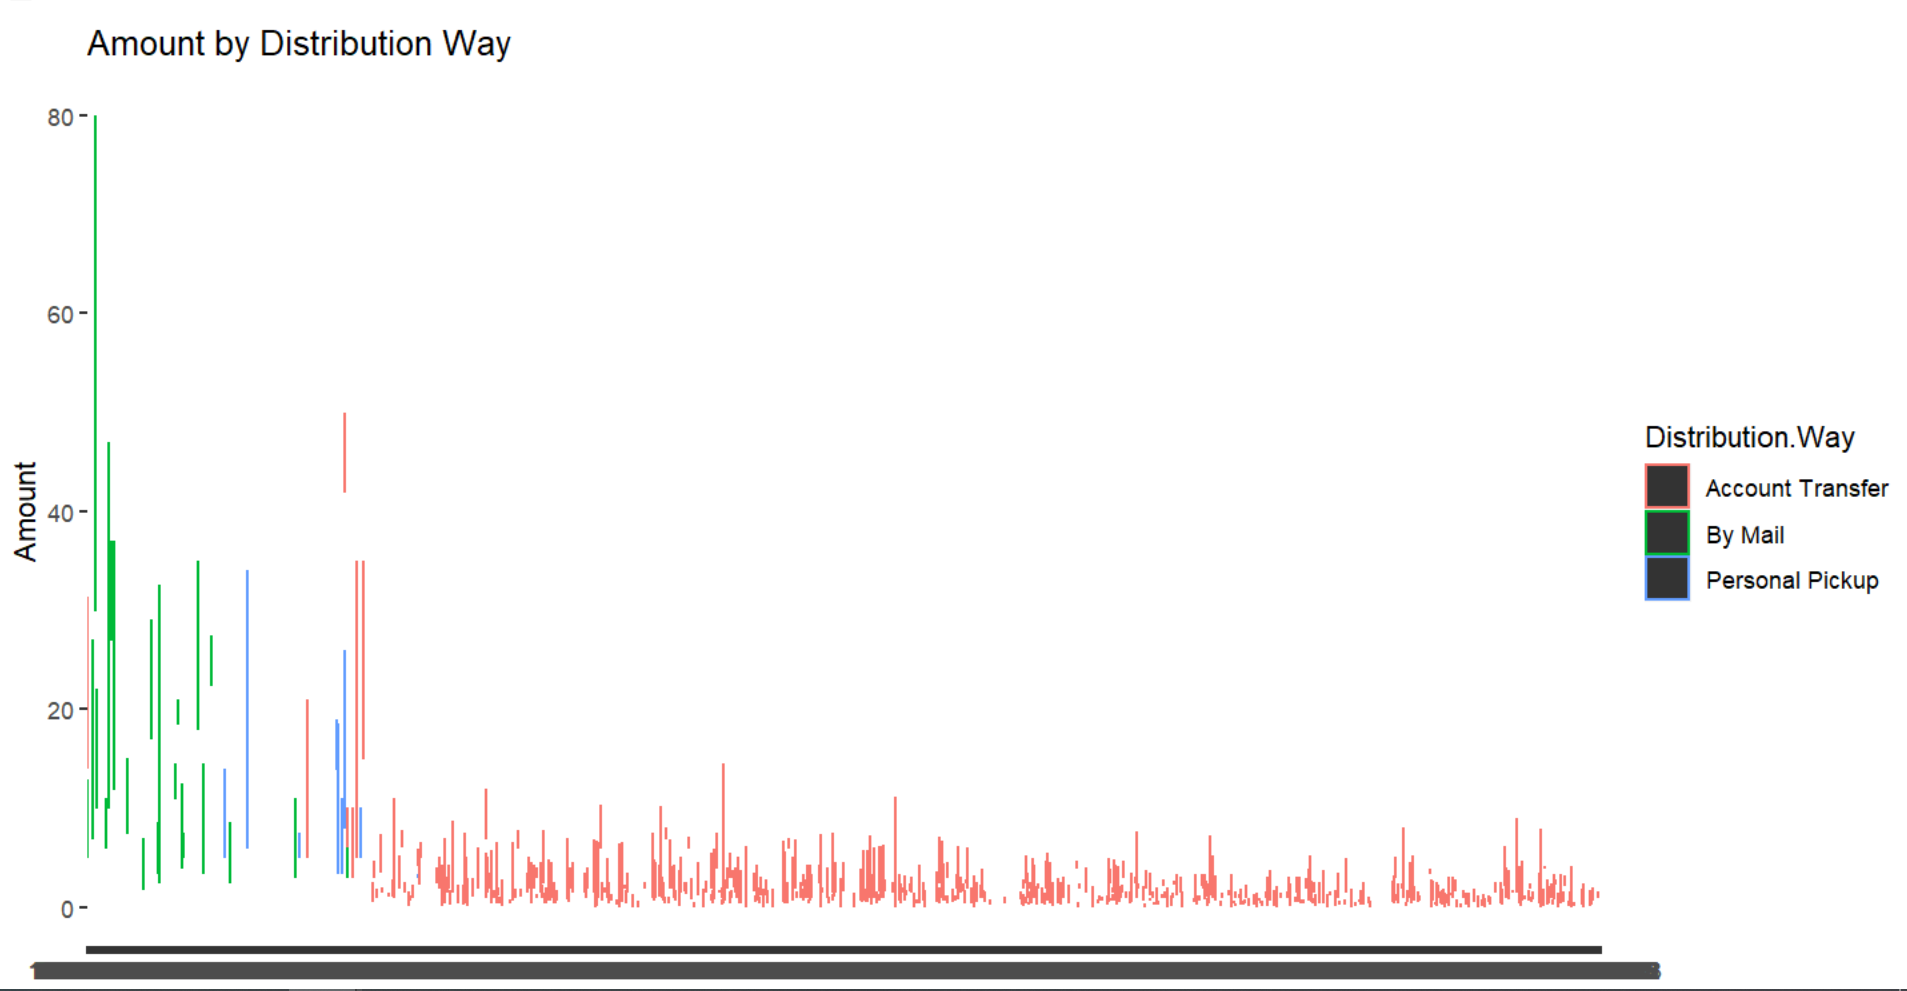 Amount by Distribution Way
80
60
40
20
0
Amount
Distribution.Way
Account Transfer
By Mail
Personal Pickup